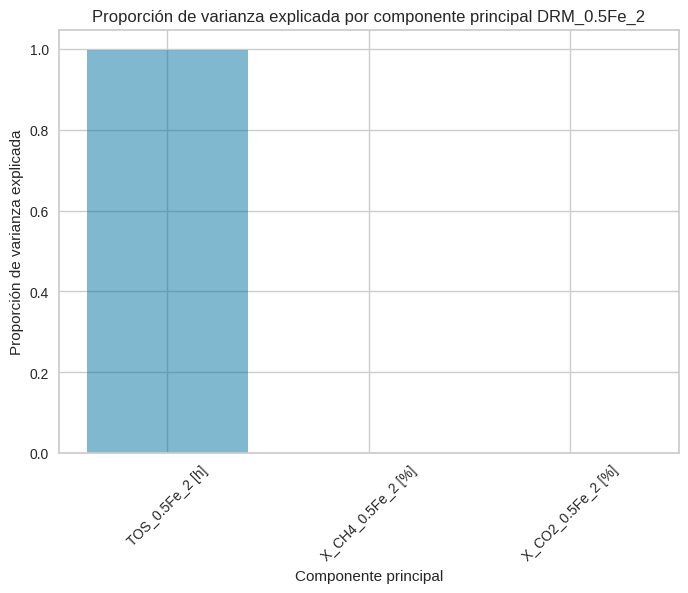 Proporción de varianza explicada por componente principal DRM_0.5Fe_2
Proporción de varianza explicada
1.0
0.8
0.6
0.4
0.2
0.0
TOS_0.5Fe_2 [h]
X_CH4_0.5Fe_2 [%]
X_CO2_0.5Fe_2 [%]
Componente principal